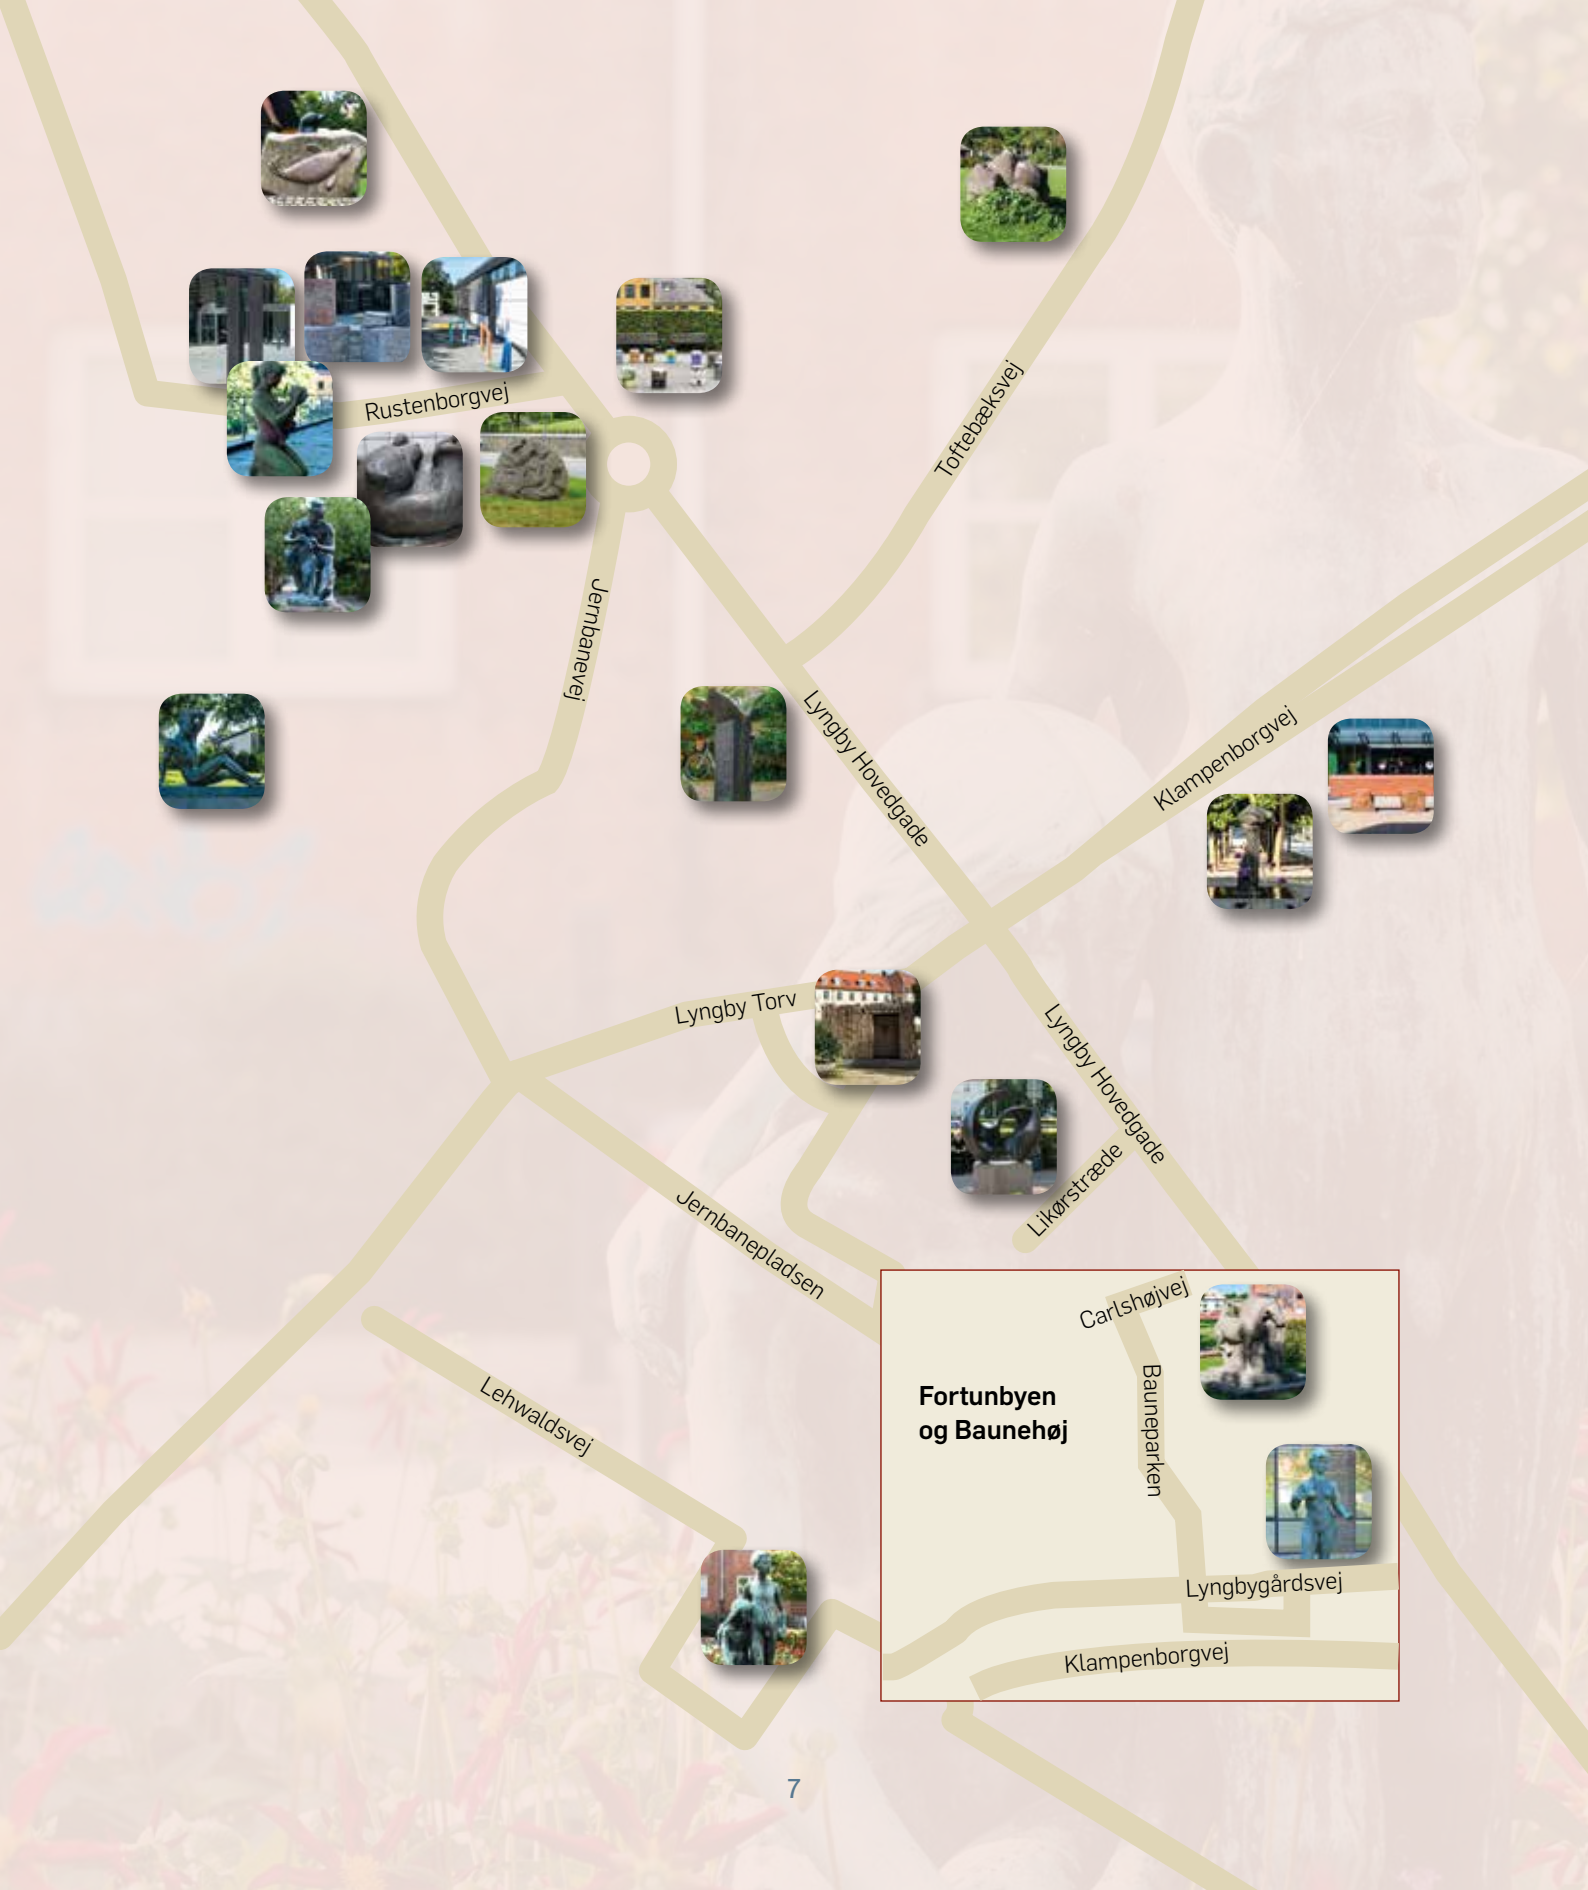 Rustenborgvej
Toftebæksvej
Jernbanevej
Lyngby Hovedgade
Klampenborgvej
Lyngby Torv
Lyngby Hovedgade
Likørstræde
Jernbanepladsen
Lehwaldsvej
Carlshøjvej
Bauneparken
Fortunbyen
og Baunehøj
Lyngbygårdsvej
Klampenborgvej
7